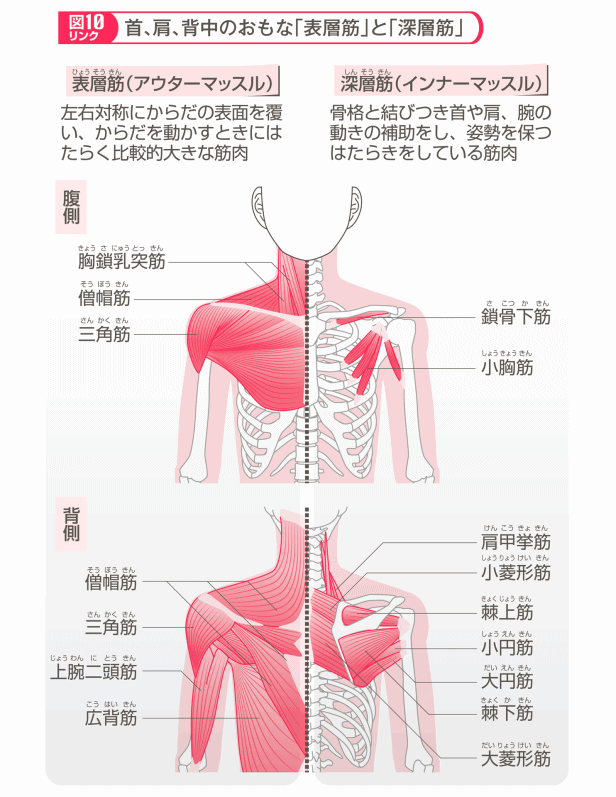 図10
リンク
首、肩、背中のおもな「表層筋」と「深層筋」
ひょうそうきん
表層筋（アウターマッスル）
左右対称にからだの表面を覆
い、からだを動かすときには
たらく比較的大きな筋肉
しんそうきん
深層筋（インナーマッスル）
骨格と結びつき首や肩、腕の
動きの補助をし、姿勢を保つ
はたらきをしている筋肉
腹側
きょうさにゅうとっきん
胸鎖乳突筋
そうぼうきん
僧帽筋
さんかくきん
三角筋
さこつかきん
鎖骨下筋
しょうきょうきん
小胸筋
背側
そうぼうきん
僧帽筋
さんかくきん
三角筋
じょうわんにとうきん
上腕二頭筋
こうはいきん
広背筋
けんこうきょきん
肩甲挙筋
しょうりょうけいきん
小菱形筋
きょくじょうきん
棘上筋
しょうえんきん
小円筋
だいえんきん
大円筋
きょくかきん
棘下筋
だいりょうけいきん
大菱形筋